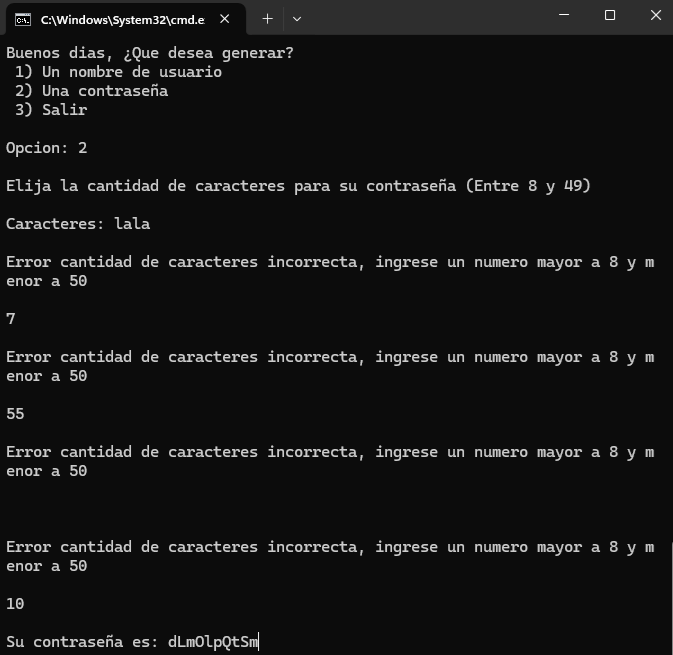 C:\Windows\System32\cmd.e
Buenos dias, ¿Que desea generar?
1) Un nombre de usuario
2) Una contraseña
3) Salir
Opcion: 2
Elija la cantidad de caracteres para su contraseña (Entre 8 y 49)
Caracteres: lala
Error cantidad de caracteres incorrecta, ingrese un numero mayor a 8 y m
enor a 50
7
Error cantidad de caracteres incorrecta, ingrese un numero mayor a 8 y m
enor a 50
55
Error cantidad de caracteres incorrecta, ingrese un numero mayor a 8 y m
enor a 50
Error cantidad de caracteres incorrecta, ingrese un numero mayor a 8 y m
enor a 50
10
Su contraseña es: dLmOlpQtSm